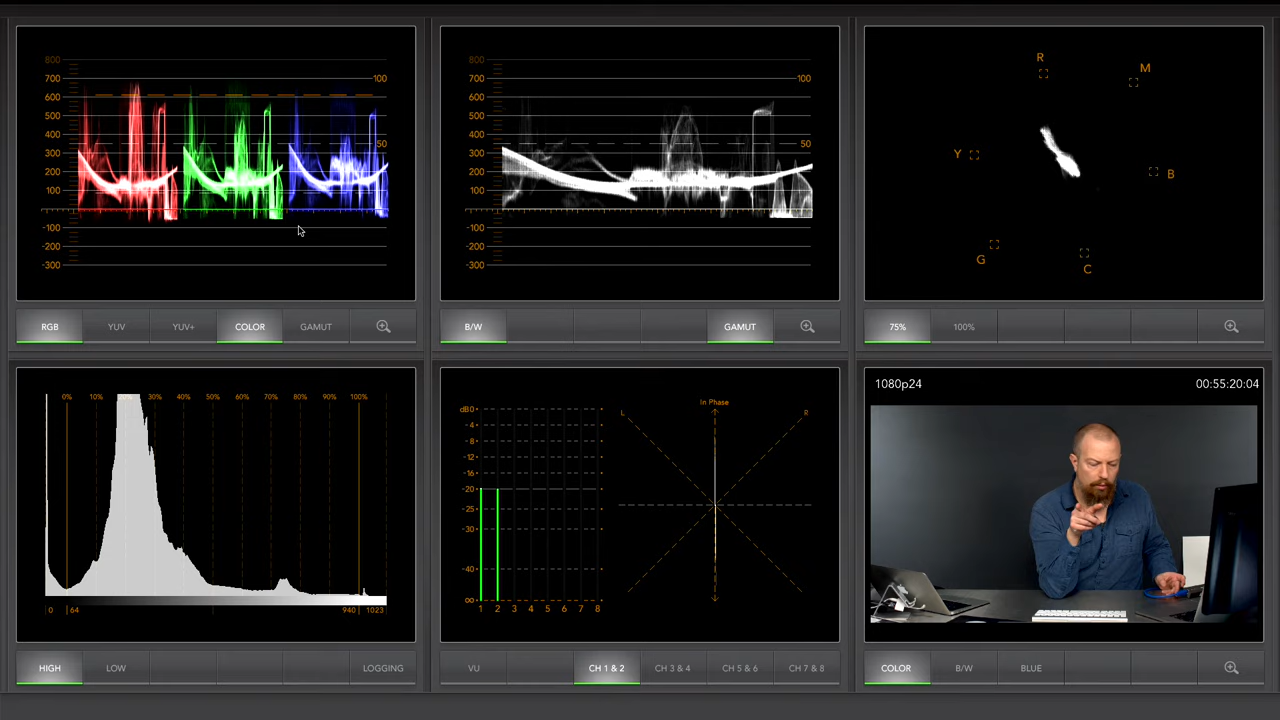 800
700
600
500
400
300
200
100
-100
-200
-300
100
50
RGB YUV YUV+ COLOR GAMUT
800
700
600
500
400
300
200
100
-100
-200
-300
100
50
B/W GAMUT
R
M
Y
B
G
C
75% 100%
0% 10% 20% 30% 40% 50% 60% 70% 80% 90% 100%
0 64 940 1023
HIGH LOW LOGGING
dB0
-4
-8
-12
-16
-20
-25
-30
-40
∞
1 2 3 4 5 6 7 8
In Phase
L R
VU CH 1 & 2 CH 3 & 4 CH 5 & 6 CH 7 & 8
1080p24 00:55:20:04
COLOR B/W BLUE